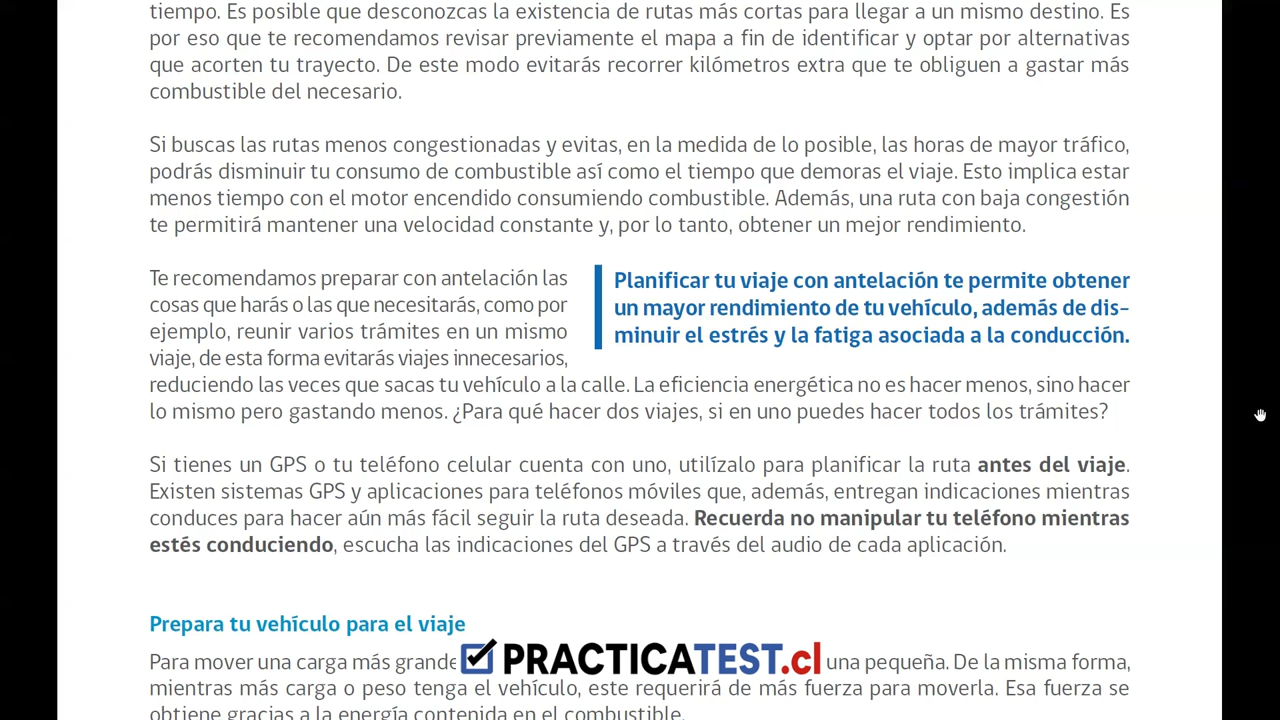 tiempo. Es posible que desconozcas la existencia de rutas más cortas para llegar a un mismo destino. Es
por eso que te recomendamos revisar previamente el mapa a fin de identificar y optar por alternativas
que acorten tu trayecto. De este modo evitarás recorrer kilómetros extra que te obliguen a gastar más
combustible del necesario.
Si buscas las rutas menos congestionadas y evitas, en la medida de lo posible, las horas de mayor tráfico,
podrás disminuir tu consumo de combustible así como el tiempo que demoras el viaje. Esto implica estar
menos tiempo con el motor encendido consumiendo combustible. Además, una ruta con baja congestión
te permitirá mantener una velocidad constante y, por lo tanto, obtener un mejor rendimiento.
Te recomendamos preparar con antelación las
cosas que harás o las que necesitarás, como por
ejemplo, reunir varios trámites en un mismo
viaje, de esta forma evitarás viajes innecesarios,
reduciendo las veces que sacas tu vehículo a la calle. La eficiencia energética no es hacer menos, sino hacer
lo mismo pero gastando menos. ¿Para qué hacer dos viajes, si en uno puedes hacer todos los trámites?
Planificar tu viaje con antelación te permite obtener
un mayor rendimiento de tu vehículo, además de dis-
minuir el estrés y la fatiga asociada a la conducción.
Si tienes un GPS o tu teléfono celular cuenta con uno, utilízalo para planificar la ruta antes del viaje.
Existen sistemas GPS y aplicaciones para teléfonos móviles que, además, entregan indicaciones mientras
conduces para hacer aún más fácil seguir la ruta deseada. Recuerda no manipular tu teléfono mientras
estés conduciendo, escucha las indicaciones del GPS a través del audio de cada aplicación.
Prepara tu vehículo para el viaje
Para mover una carga más grande una pequeña. De la misma forma,
PRACTICATEST.cl
mientras más carga o peso tenga el vehículo, este requerirá de más fuerza para moverla. Esa fuerza se
obtiene gracias a la energía contenida en el combustible.